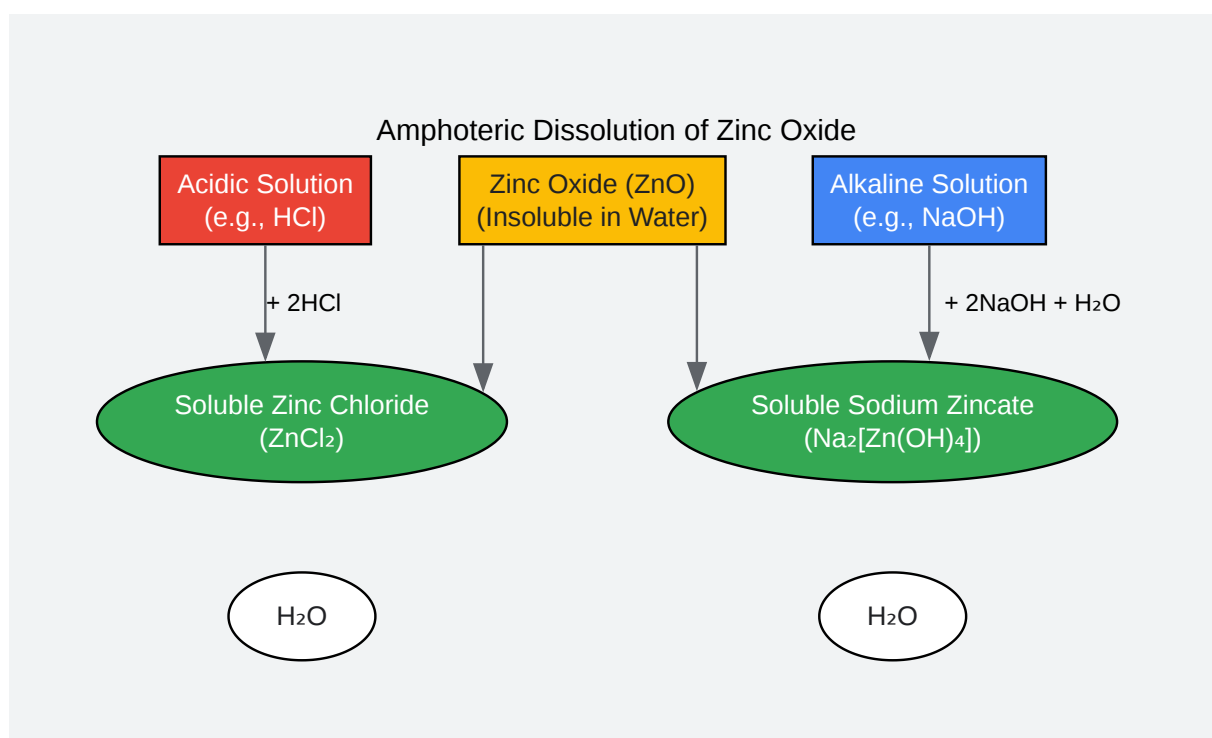 Amphoteric Dissolution of Zinc Oxide
Acidic Solution
(e.g., HCl)
Zinc Oxide (ZnO)
(Insoluble in Water)
Alkaline Solution
(e.g., NaOH)
+ 2HCl
+ 2NaOH + H₂O
Soluble Zinc Chloride
(ZnCl₂)
Soluble Sodium Zincate
(Na₂[Zn(OH)₄])
H₂O
H₂O